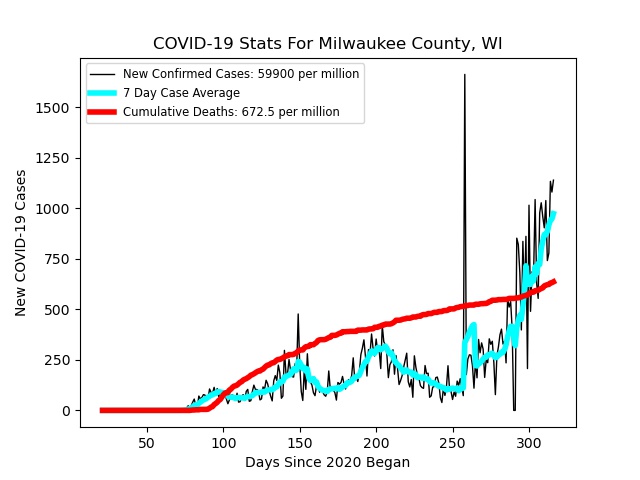 COVID-19 Stats For Milwaukee County, WI
New Confirmed Cases: 59900 per million
7 Day Case Average
Cumulative Deaths: 672.5 per million
New COVID-19 Cases
1500
1250
1000
750
500
250
0
50 100 150 200 250 300
Days Since 2020 Began